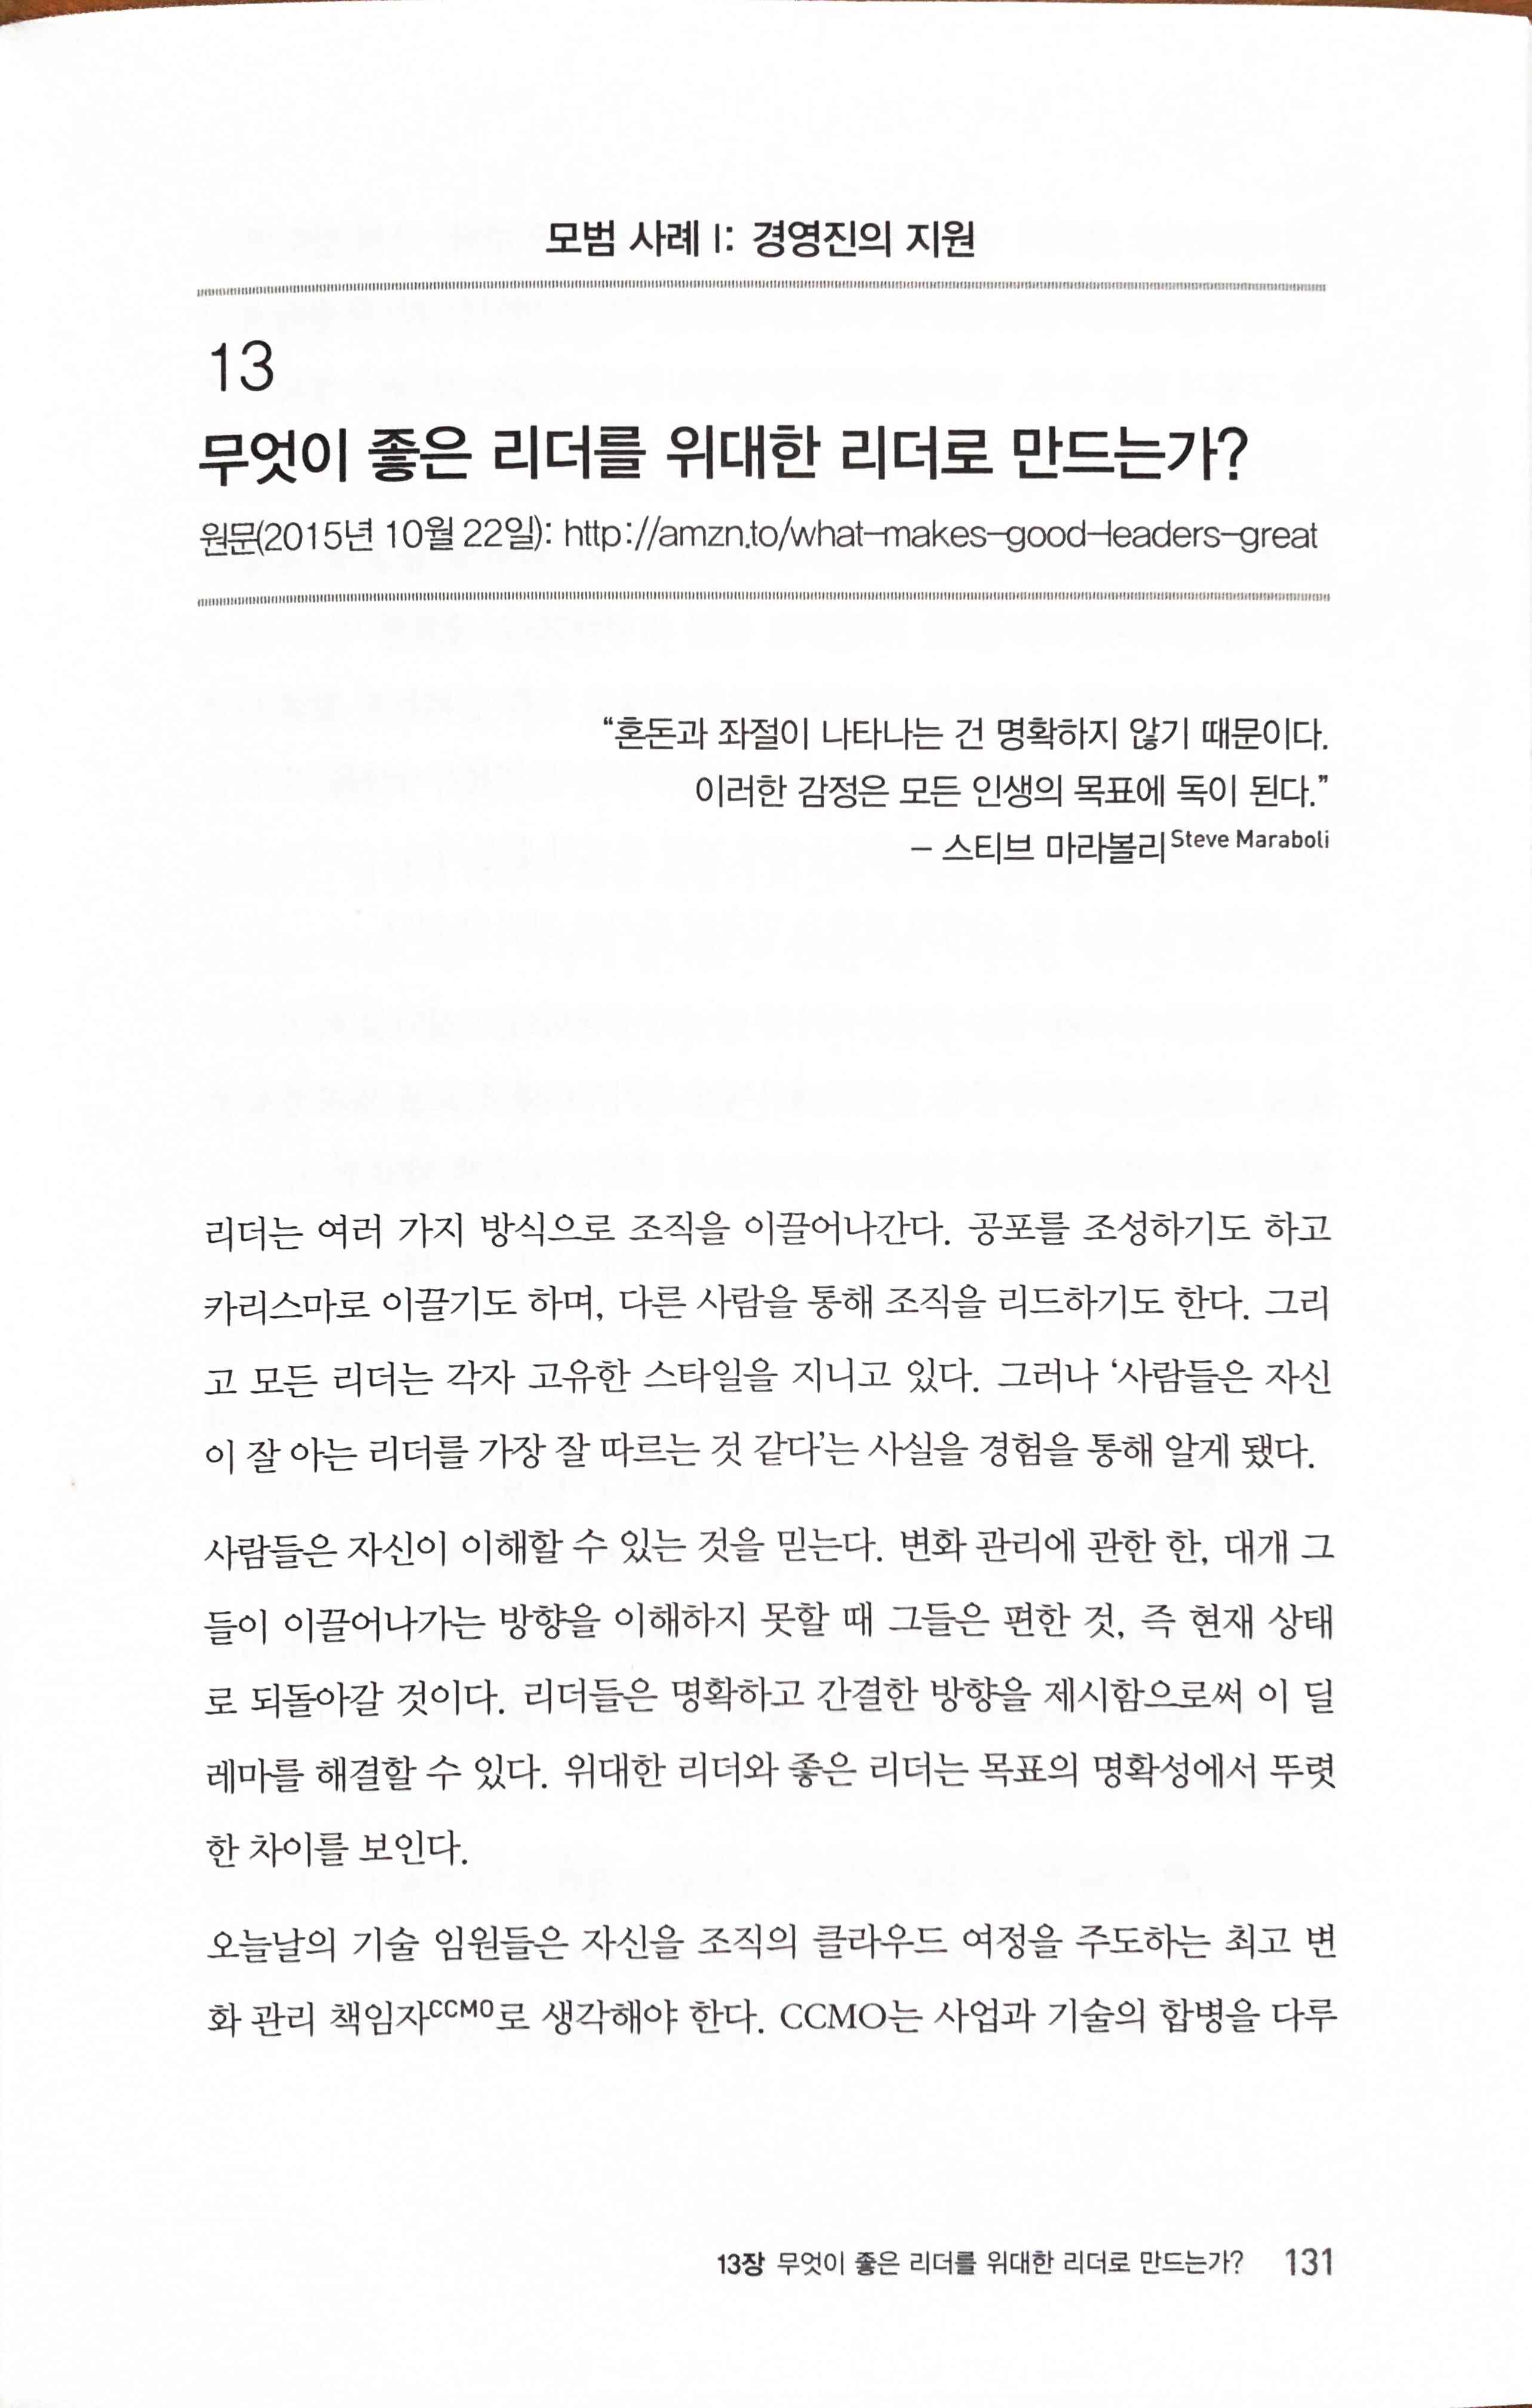 모범 사례 I: 경영진의 지원
13
무엇이 좋은 리더를 위대한 리더로 만드는가?
원문(2015년 10월 22일): http://amzn.to/what-makes-good-leaders-great
“혼돈과 좌절이 나타나는 건 명확하지 않기 때문이다.
이러한 감정은 모든 인생의 목표에 독이 된다.”
– 스티브 마라볼리Steve Maraboli
리더는 여러 가지 방식으로 조직을 이끌어나간다. 공포를 조성하기도 하고
카리스마로 이끌기도 하며, 다른 사람을 통해 조직을 리드하기도 한다. 그리
고 모든 리더는 각자 고유한 스타일을 지니고 있다. 그러나 ‘사람들은 자신
이 잘 아는 리더를 가장 잘 따르는 것 같다’는 사실을 경험을 통해 알게 됐다.
사람들은 자신이 이해할 수 있는 것을 믿는다. 변화 관리에 관한 한, 대개 그
들이 이끌어나가는 방향을 이해하지 못할 때 그들은 편한 것, 즉 현재 상태
로 되돌아갈 것이다. 리더들은 명확하고 간결한 방향을 제시함으로써 이 딜
레마를 해결할 수 있다. 위대한 리더와 좋은 리더는 목표의 명확성에서 뚜렷
한 차이를 보인다.
오늘날의 기술 임원들은 자신을 조직의 클라우드 여정을 주도하는 최고 변
화 관리 책임자CCMO로 생각해야 한다. CCMO는 사업과 기술의 합병을 다루
13장 무엇이 좋은 리더를 위대한 리더로 만드는가? 131